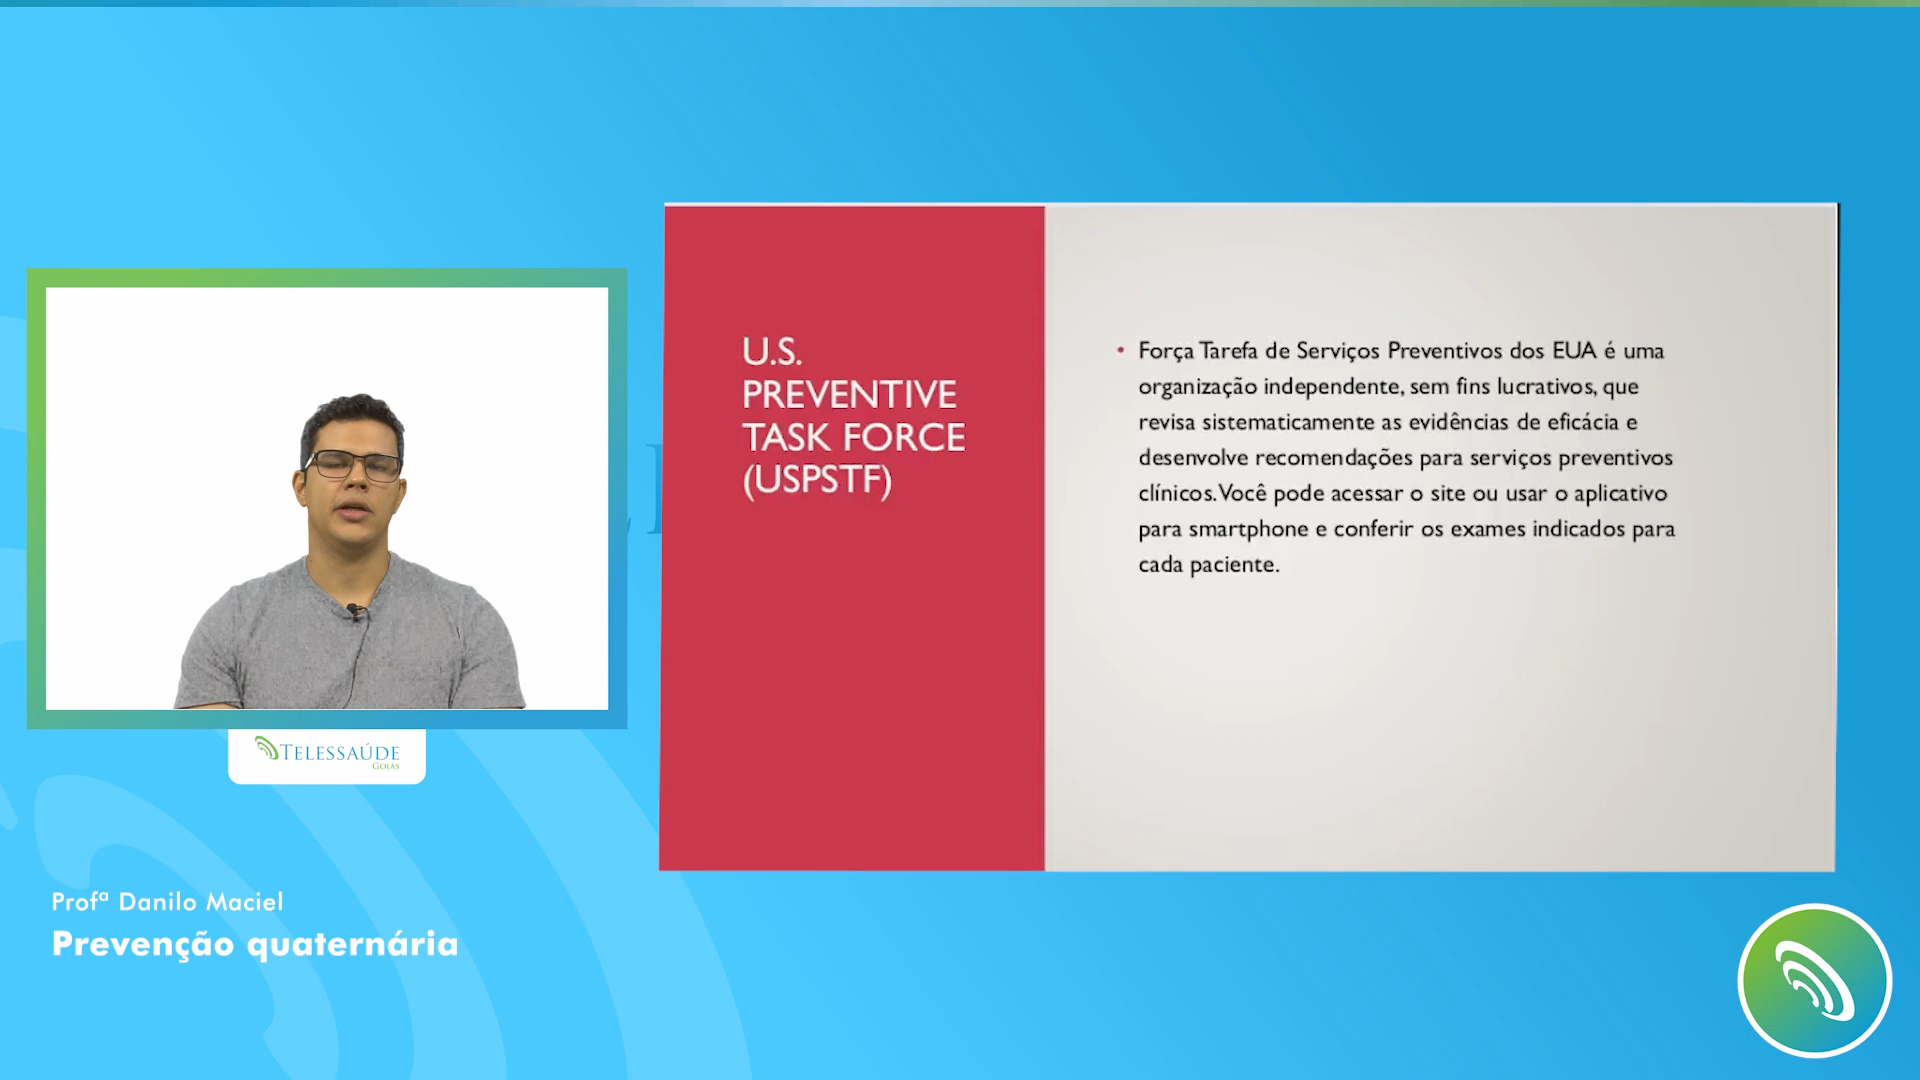 U.S.
PREVENTIVE
TASK FORCE
(USPSTF)
• Força Tarefa de Serviços Preventivos dos EUA é uma
organização independente, sem fins lucrativos, que
revisa sistematicamente as evidências de eficácia e
desenvolve recomendações para serviços preventivos
clínicos. Você pode acessar o site ou usar o aplicativo
para smartphone e conferir os exames indicados para
cada paciente.
TELESSAÚDE
GOIÁS
Profª Danilo Maciel
Prevenção quaternária